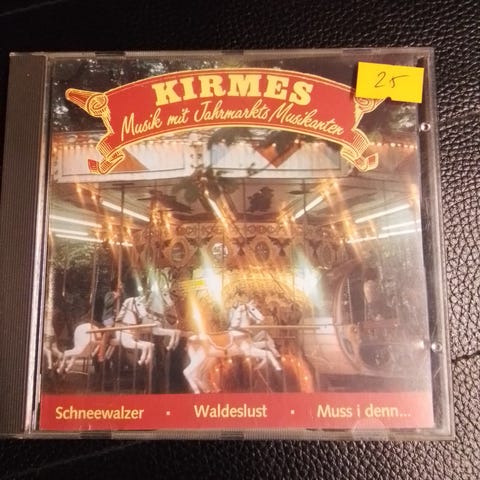 KIRMES
Musik mit Jahrmarkts Musikanten
25
Schneewalzer · Waldeslust · Muss i denn...